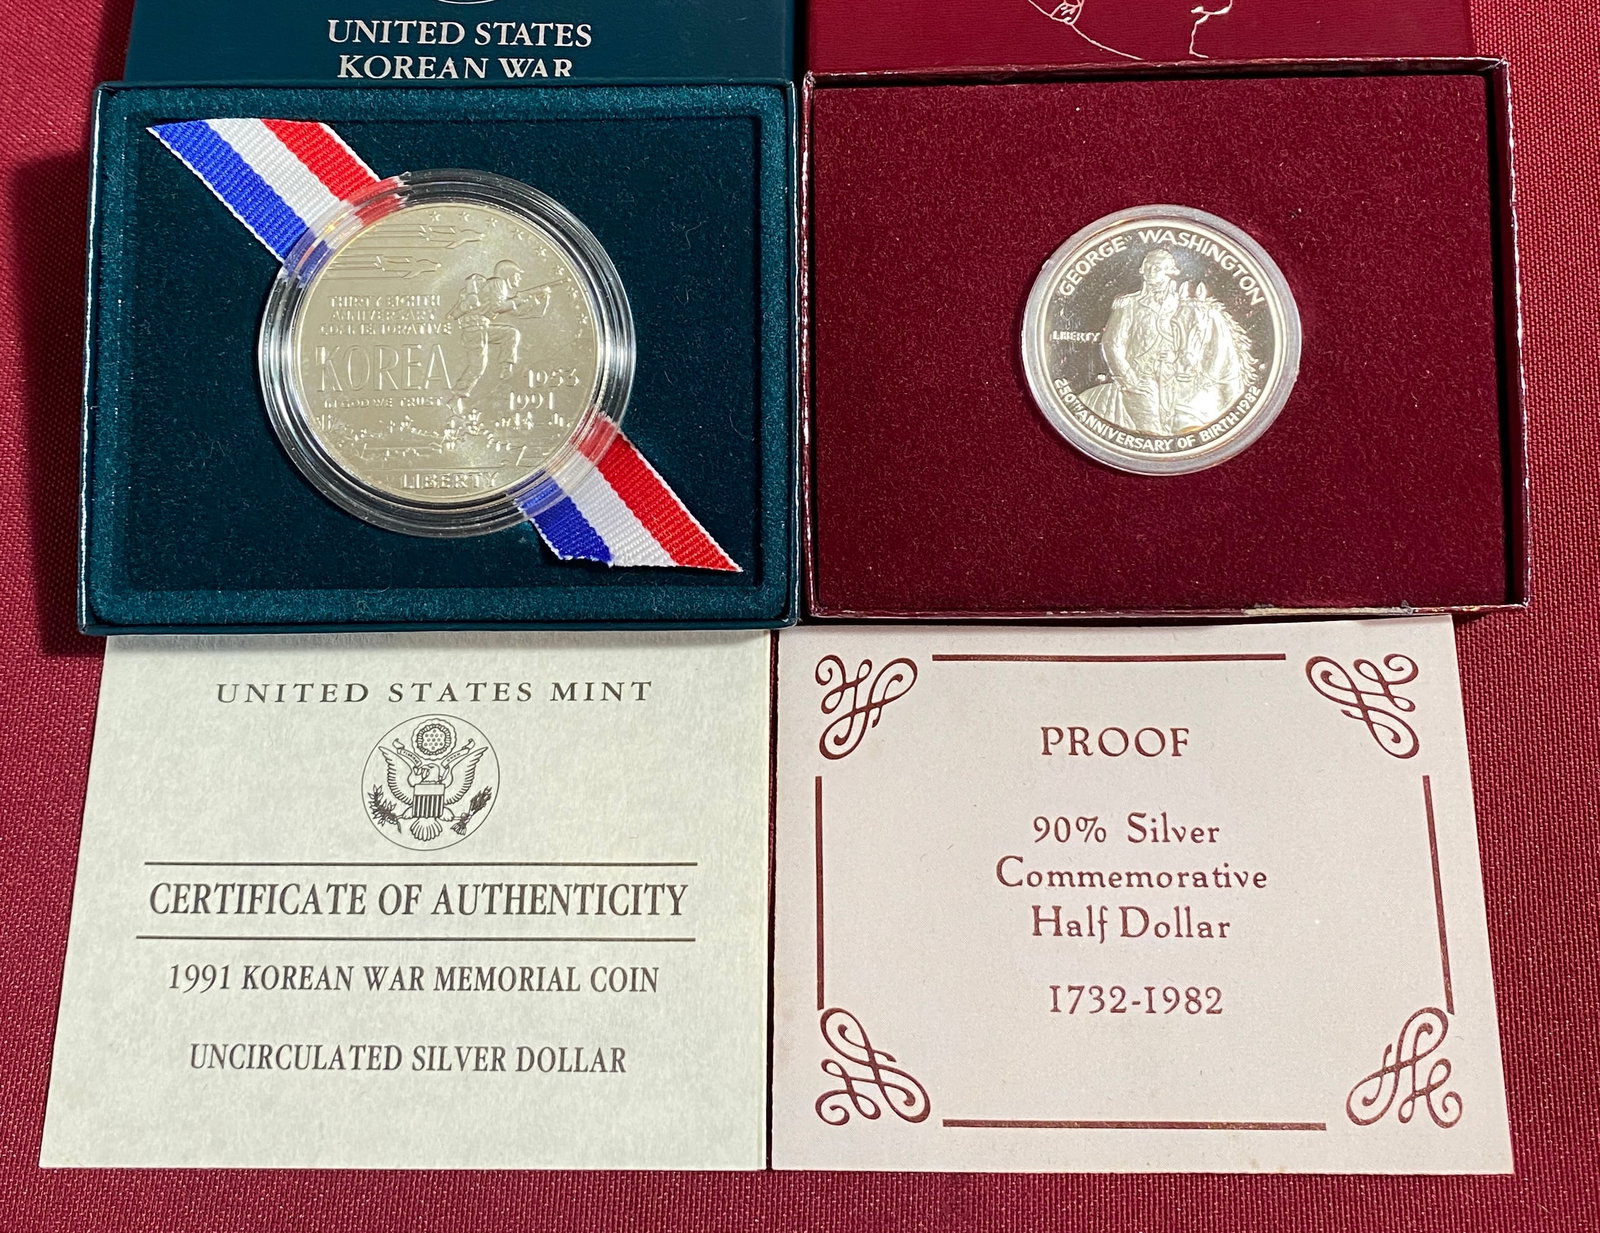 UNITED STATES
KOREAN WAR
THIRTY EIGHTH
ANNIVERSARY
COMMEMORATIVE
KOREA
1953
1991
IN GOD WE TRUST
LIBERTY
GEORGE WASHINGTON
LIBERTY
250TH ANNIVERSARY OF BIRTH·1982
UNITED STATES MINT
CERTIFICATE OF AUTHENTICITY
1991 KOREAN WAR MEMORIAL COIN
UNCIRCULATED SILVER DOLLAR
PROOF
90% Silver
Commemorative
Half Dollar
1732-1982